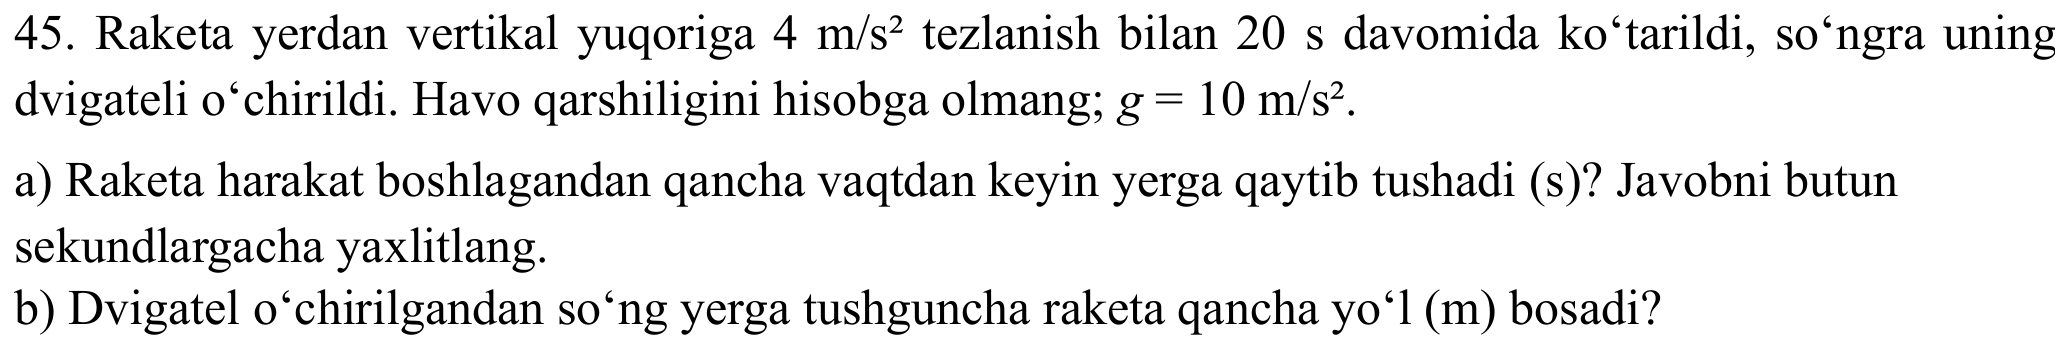 45. Raketa yerdan vertikal yuqoriga 4 m/s² tezlanish bilan 20 s davomida ko‘tarildi, so‘ngra uning
dvigateli o‘chirildi. Havo qarshiligini hisobga olmang; g = 10 m/s².
a) Raketa harakat boshlagandan qancha vaqtdan keyin yerga qaytib tushadi (s)? Javobni butun
sekundlargacha yaxlitlang.
b) Dvigatel o‘chirilgandan so‘ng yerga tushguncha raketa qancha yo‘l (m) bosadi?